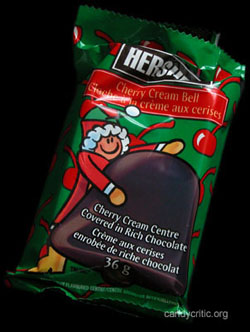 HERSH
Cherry Cream Bell
à la crème aux cerises
Cherry Cream Centre
Covered in Rich Chocolate
Crème aux cerises
enrobée de riche chocolat
36 g
candycritic.org